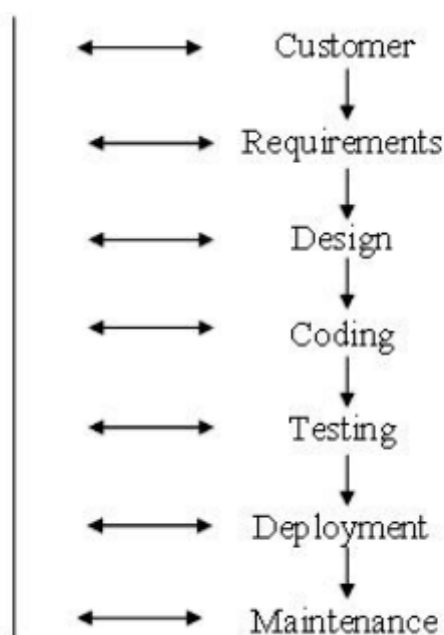 Customer
Requirements
Design
Coding
Testing
Deployment
Maintenance